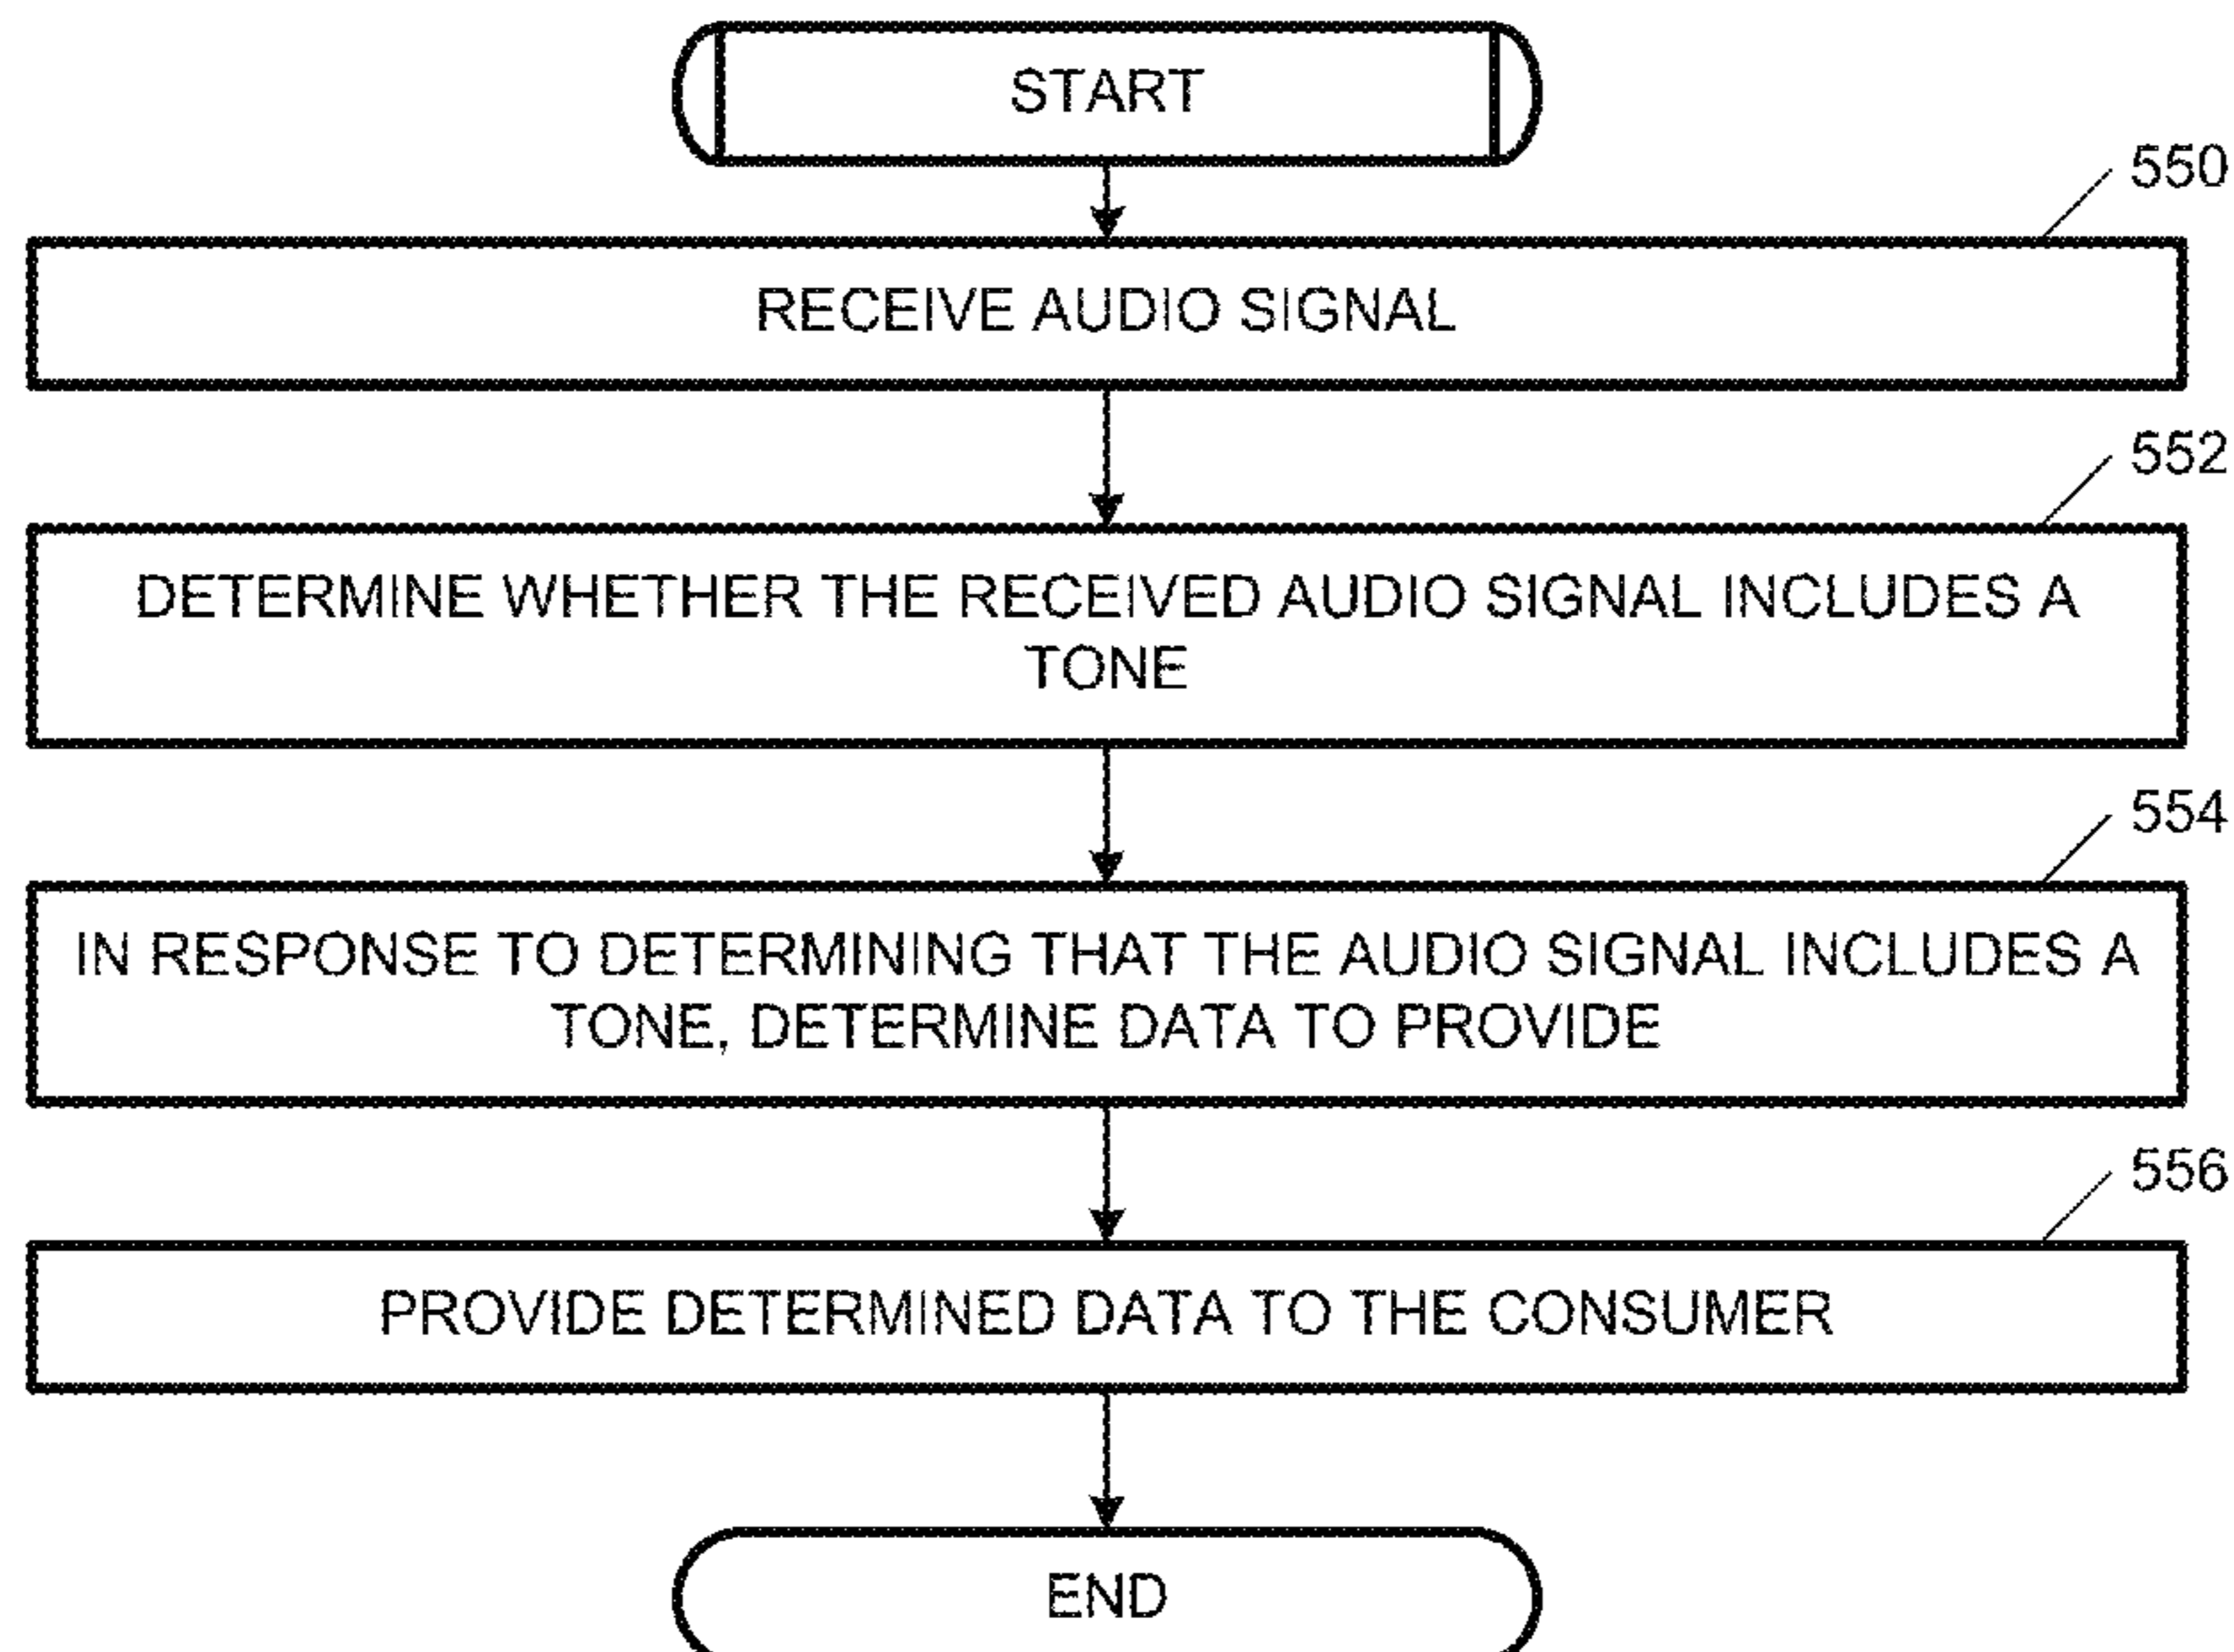 START
550
RECEIVE AUDIO SIGNAL
552
DETERMINE WHETHER THE RECEIVED AUDIO SIGNAL INCLUDES A
TONE
554
IN RESPONSE TO DETERMINING THAT THE AUDIO SIGNAL INCLUDES A
TONE, DETERMINE DATA TO PROVIDE
556
PROVIDE DETERMINED DATA TO THE CONSUMER
END